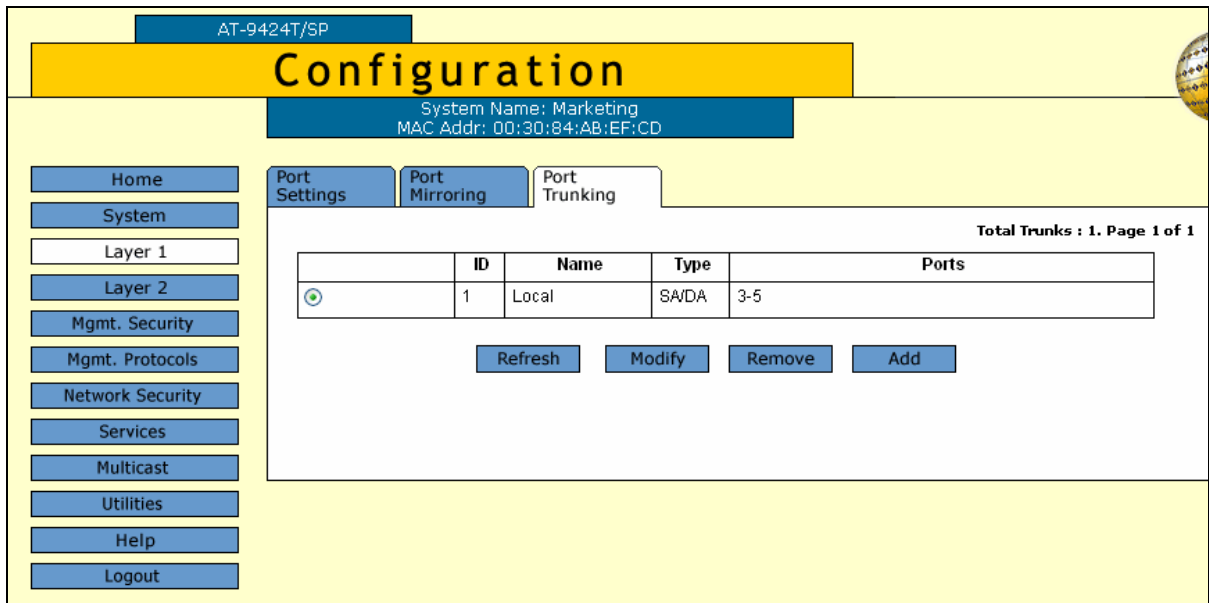 AT-9424T/SP
Configuration
System Name: Marketing
MAC Addr: 00:30:84:AB:EF:CD
Home
System
Layer 1
Layer 2
Mgmt. Security
Mgmt. Protocols
Network Security
Services
Multicast
Utilities
Help
Logout
Port Settings
Port Mirroring
Port Trunking
Total Trunks : 1. Page 1 of 1
ID Name Type Ports
1 Local SA/DA 3-5
Refresh Modify Remove Add